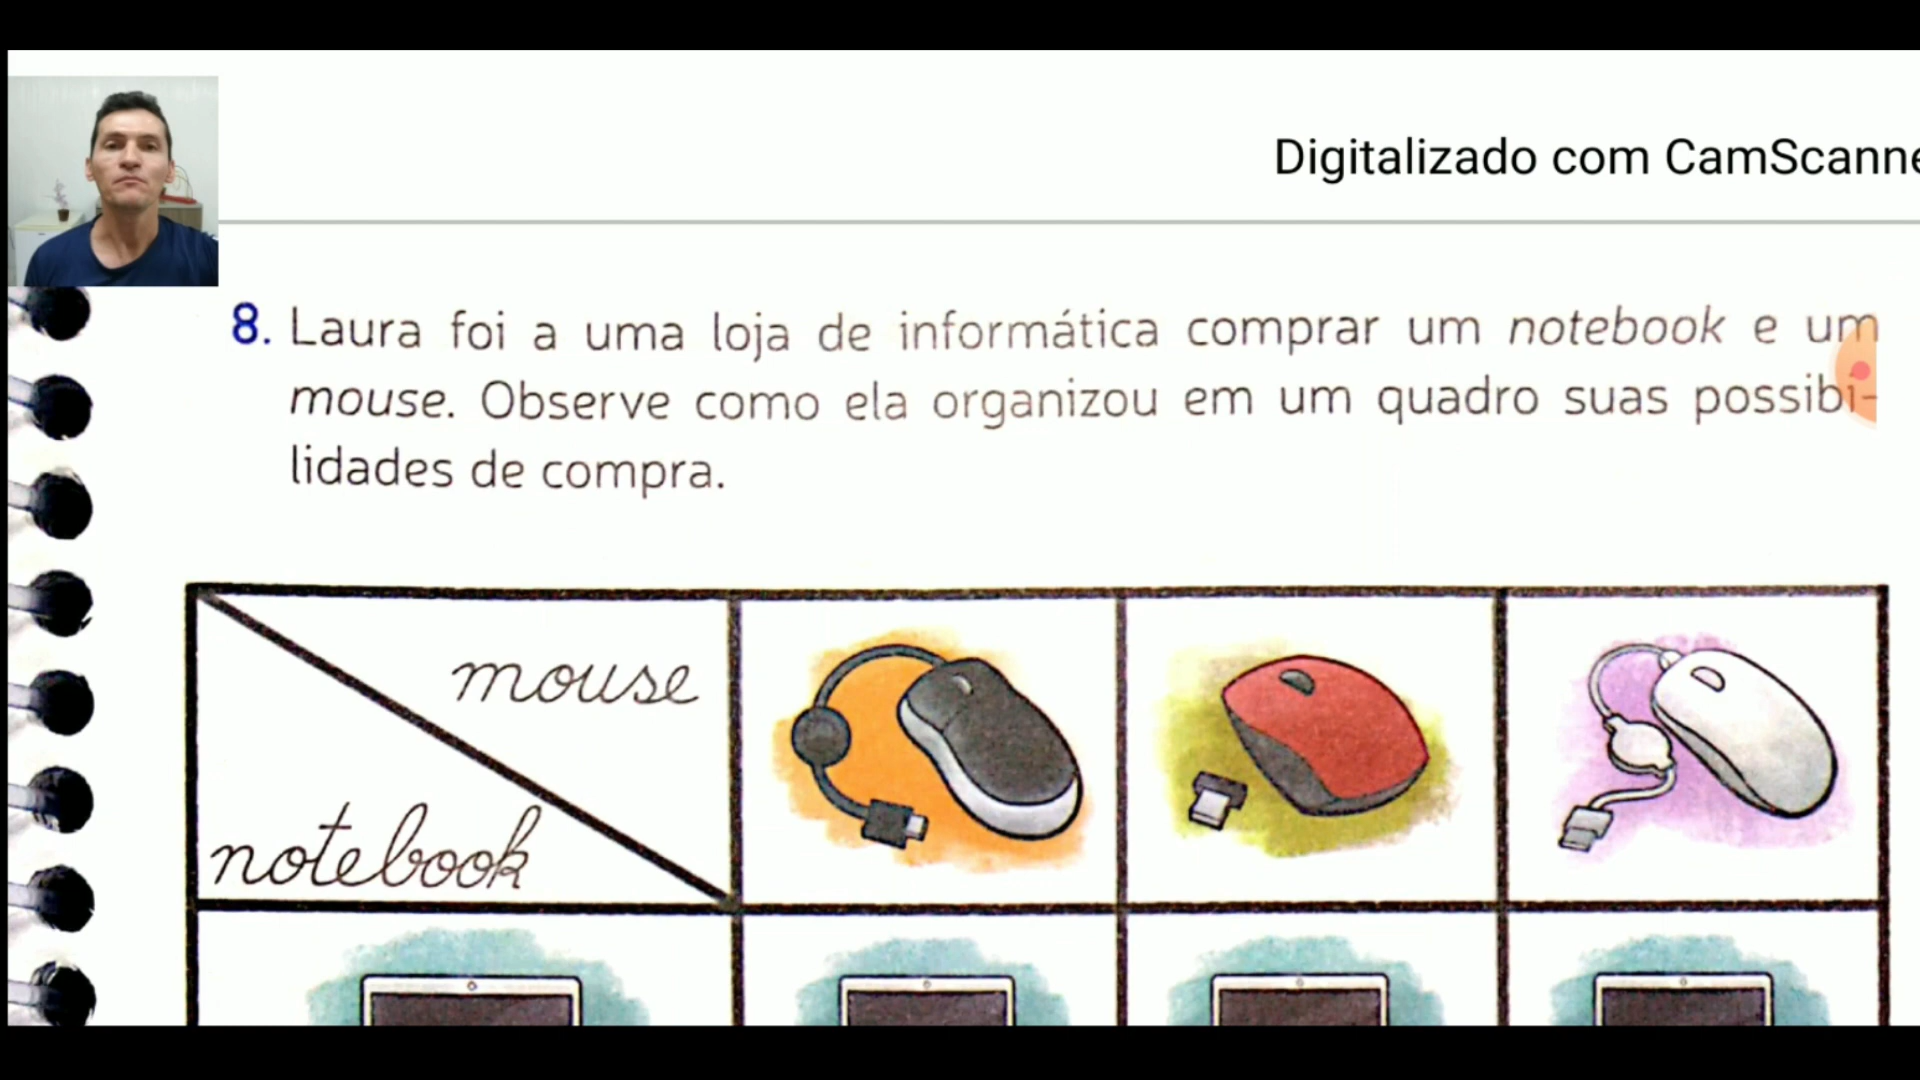 Digitalizado com CamScanne
8. Laura foi a uma loja de informática comprar um notebook e um
mouse. Observe como ela organizou em um quadro suas possibi-
lidades de compra.
mouse
notebook